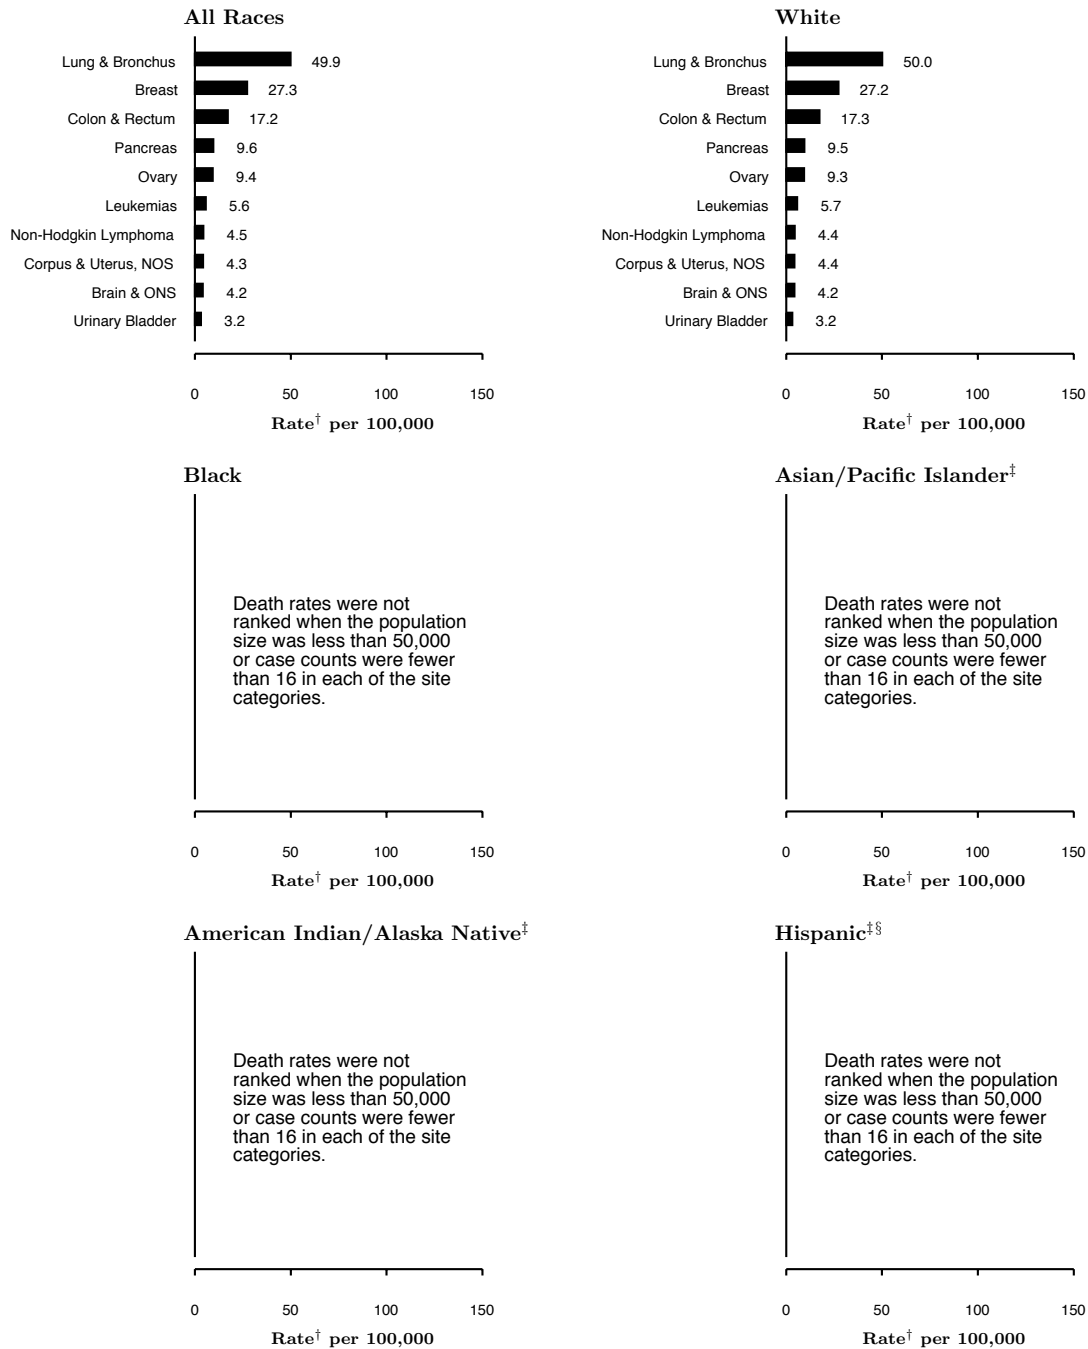 All Races
Lung & Bronchus 49.9
Breast 27.3
Colon & Rectum 17.2
Pancreas 9.6
Ovary 9.4
Leukemias 5.6
Non-Hodgkin Lymphoma 4.5
Corpus & Uterus, NOS 4.3
Brain & ONS 4.2
Urinary Bladder 3.2
0 50 100 150
Rate† per 100,000
White
Lung & Bronchus 50.0
Breast 27.2
Colon & Rectum 17.3
Pancreas 9.5
Ovary 9.3
Leukemias 5.7
Non-Hodgkin Lymphoma 4.4
Corpus & Uterus, NOS 4.4
Brain & ONS 4.2
Urinary Bladder 3.2
0 50 100 150
Rate† per 100,000
Black
Death rates were not
ranked when the population
size was less than 50,000
or case counts were fewer
than 16 in each of the site
categories.
0 50 100 150
Rate† per 100,000
Asian/Pacific Islander‡
Death rates were not
ranked when the population
size was less than 50,000
or case counts were fewer
than 16 in each of the site
categories.
0 50 100 150
Rate† per 100,000
American Indian/Alaska Native‡
Death rates were not
ranked when the population
size was less than 50,000
or case counts were fewer
than 16 in each of the site
categories.
0 50 100 150
Rate† per 100,000
Hispanic‡§
Death rates were not
ranked when the population
size was less than 50,000
or case counts were fewer
than 16 in each of the site
categories.
0 50 100 150
Rate† per 100,000